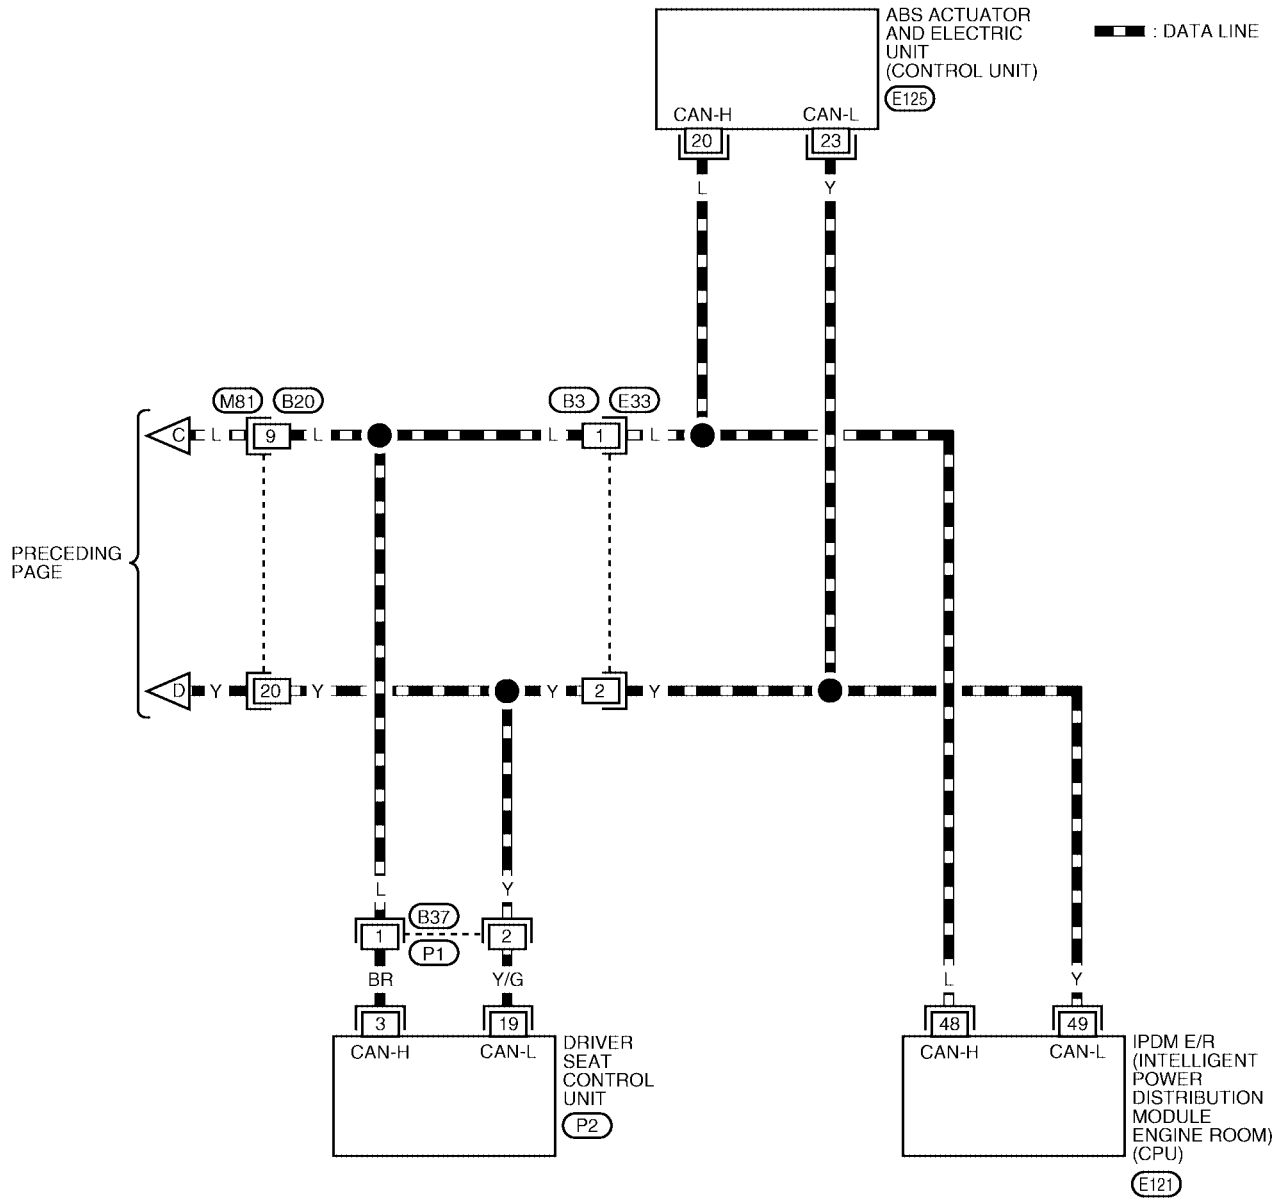 ABS ACTUATOR
AND ELECTRIC
UNIT
(CONTROL UNIT)
E125
: DATA LINE
CAN-H CAN-L
20 23
L Y
M81 B20 B3 E33
C L 9 L L 1 L
PRECEDING
PAGE
D Y 20 Y Y 2 Y
L Y
B37
1 2
P1
BR Y/G
L Y
3 19
48 49
CAN-H CAN-L
DRIVER
SEAT
CONTROL
UNIT
P2
CAN-H CAN-L
IPDM E/R
(INTELLIGENT
POWER
DISTRIBUTION
MODULE
ENGINE ROOM)
(CPU)
E121